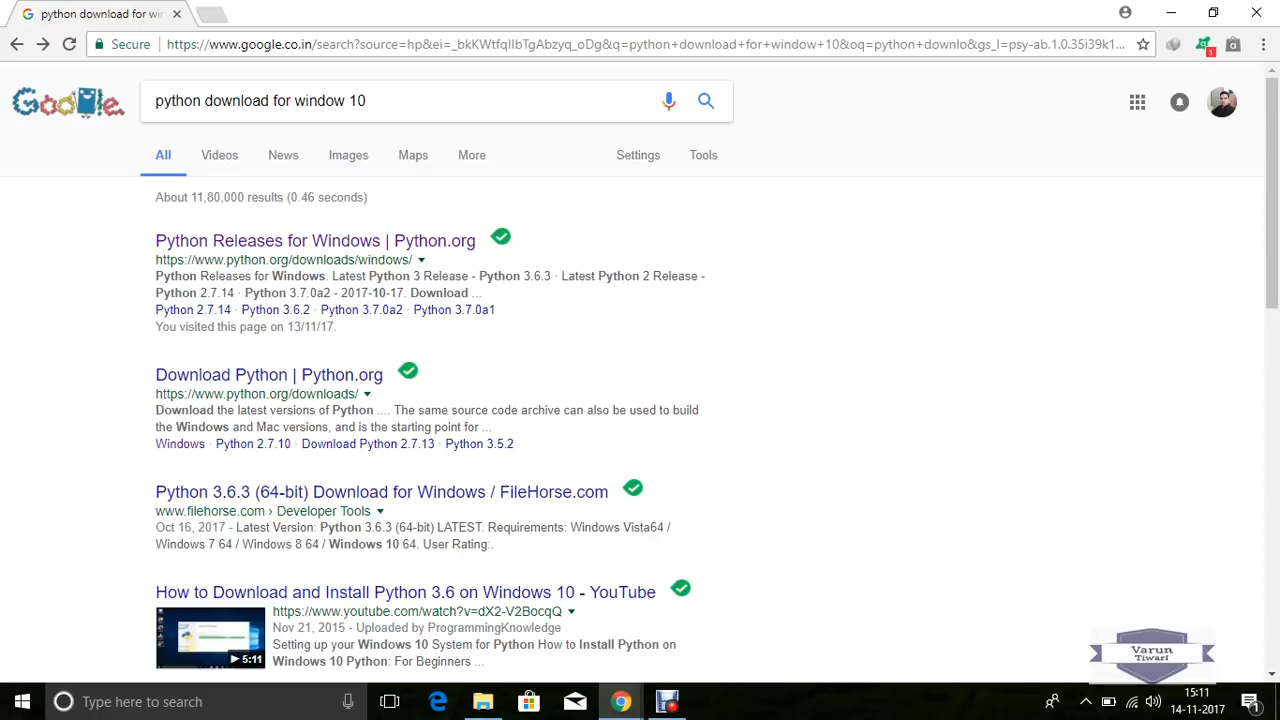 python download for win
Secure
https://www.google.co.in/search?source=hp&ei=_bkKWtfqIIbTgAbzyq_oDg&q=python+download+for+window+10&oq=python+downlo&gs_l=psy-ab.1.0.35i39k1...
1
Google
python download for window 10
All Videos News Images Maps More Settings Tools
About 11,80,000 results (0.46 seconds)
Python Releases for Windows | Python.org
https://www.python.org/downloads/windows/
Python Releases for Windows. Latest Python 3 Release - Python 3.6.3 · Latest Python 2 Release -
Python 2.7.14 · Python 3.7.0a2 - 2017-10-17. Download ...
Python 2.7.14 · Python 3.6.2 · Python 3.7.0a2 · Python 3.7.0a1
You visited this page on 13/11/17.
Download Python | Python.org
https://www.python.org/downloads/
Download the latest versions of Python .... The same source code archive can also be used to build
the Windows and Mac versions, and is the starting point for ...
Windows · Python 2.7.10 · Download Python 2.7.13 · Python 3.5.2
Python 3.6.3 (64-bit) Download for Windows / FileHorse.com
www.filehorse.com › Developer Tools
Oct 16, 2017 - Latest Version: Python 3.6.3 (64-bit) LATEST. Requirements: Windows Vista64 /
Windows 7 64 / Windows 8 64 / Windows 10 64. User Rating:.
How to Download and Install Python 3.6 on Windows 10 - YouTube
https://www.youtube.com/watch?v=dX2-V2BocqQ
Nov 21, 2015 - Uploaded by ProgrammingKnowledge
Setting up your Windows 10 System for Python How to Install Python on
Windows 10 Python: For Beginners ...
5:11
Varun
Tiwari
Type here to search
15:11
14-11-2017
1